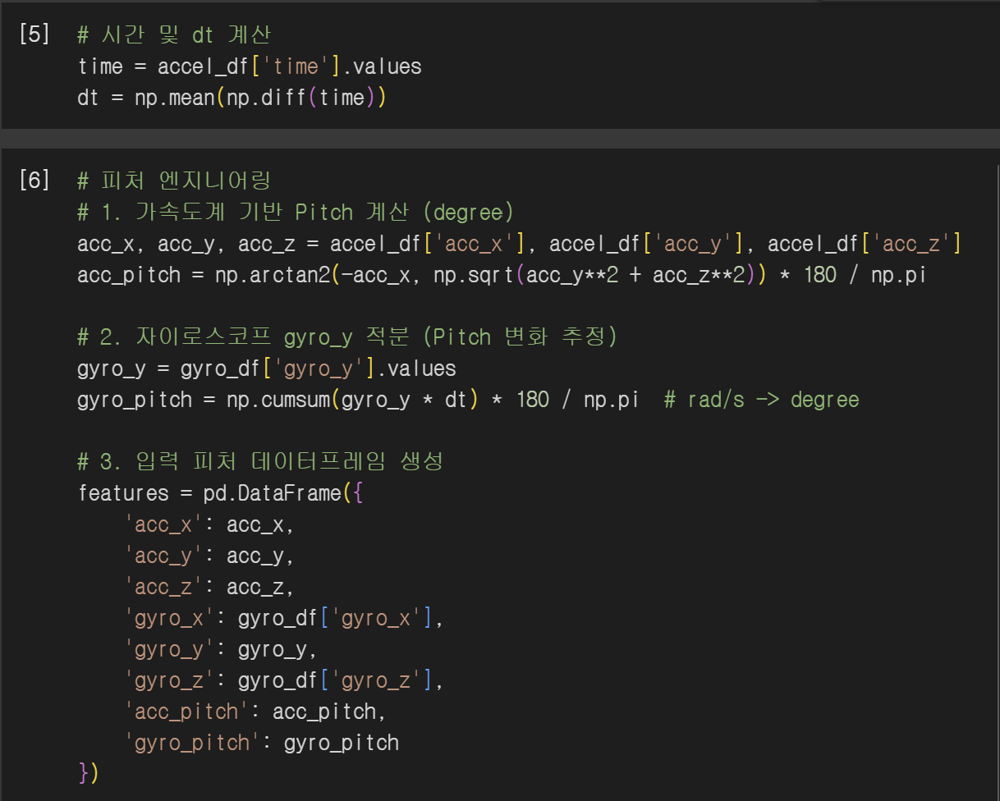 [5] # 시간 및 dt 계산
time = accel_df['time'].values
dt = np.mean(np.diff(time))
[6] # 피처 엔지니어링
# 1. 가속도계 기반 Pitch 계산 (degree)
acc_x, acc_y, acc_z = accel_df['acc_x'], accel_df['acc_y'], accel_df['acc_z']
acc_pitch = np.arctan2(-acc_x, np.sqrt(acc_y**2 + acc_z**2)) * 180 / np.pi
# 2. 자이로스코프 gyro_y 적분 (Pitch 변화 추정)
gyro_y = gyro_df['gyro_y'].values
gyro_pitch = np.cumsum(gyro_y * dt) * 180 / np.pi  # rad/s -> degree
# 3. 입력 피처 데이터프레임 생성
features = pd.DataFrame({
    'acc_x': acc_x,
    'acc_y': acc_y,
    'acc_z': acc_z,
    'gyro_x': gyro_df['gyro_x'],
    'gyro_y': gyro_y,
    'gyro_z': gyro_df['gyro_z'],
    'acc_pitch': acc_pitch,
    'gyro_pitch': gyro_pitch
})